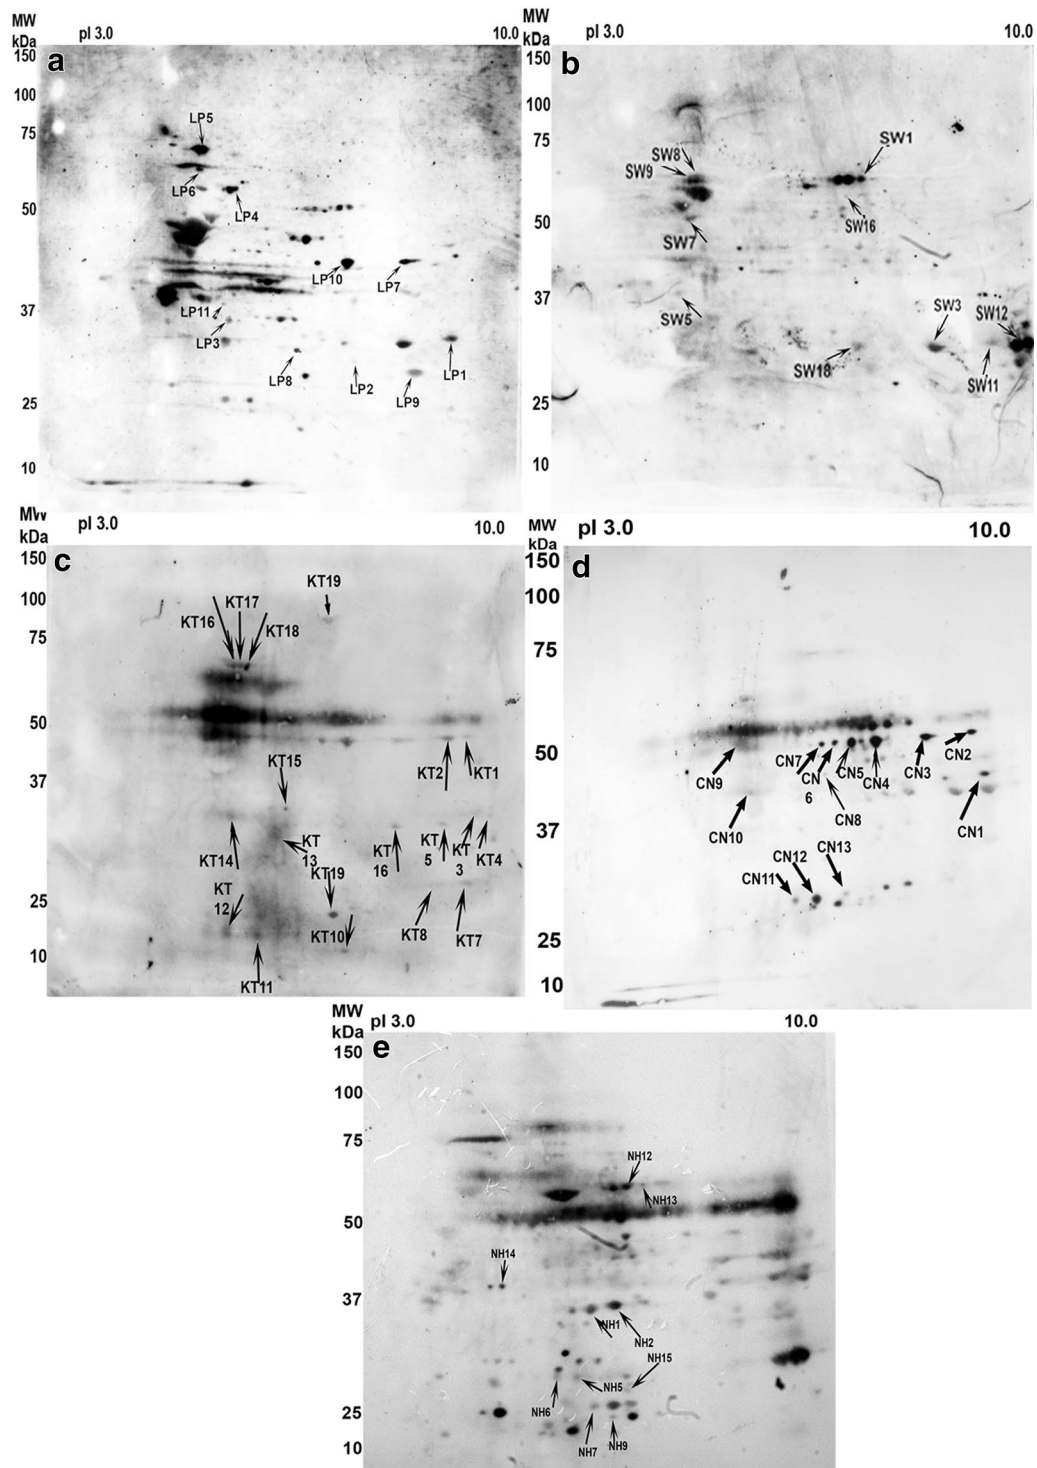 MW
kDa
pI 3.0
10.0
a
150
100
75
50
37
25
10
LP5
LP6
LP4
LP10
LP7
LP11
LP3
LP8
LP2
LP9
LP1
MW
kDa
pI 3.0
10.0
b
150
100
75
50
37
25
10
SW1
SW8
SW9
SW16
SW7
SW5
SW3
SW12
SW18
SW11
MW
kDa
pI 3.0
10.0
c
150
100
75
50
37
25
10
KT19
KT17
KT16
KT18
KT15
KT2
KT1
KT14
KT
13
KT
16
KT
5
KT
3
KT4
KT19
KT
12
KT10
KT8
KT7
KT11
MW
kDa
pI 3.0
10.0
d
150
100
75
50
37
25
10
CN9
CN7
CN
6
CN5
CN4
CN3
CN2
CN8
CN10
CN1
CN13
CN12
CN11
MW
kDa
pI 3.0
10.0
e
150
100
75
50
37
25
10
NH12
NH13
NH14
NH1
NH2
NH15
NH5
NH6
NH7
NH9